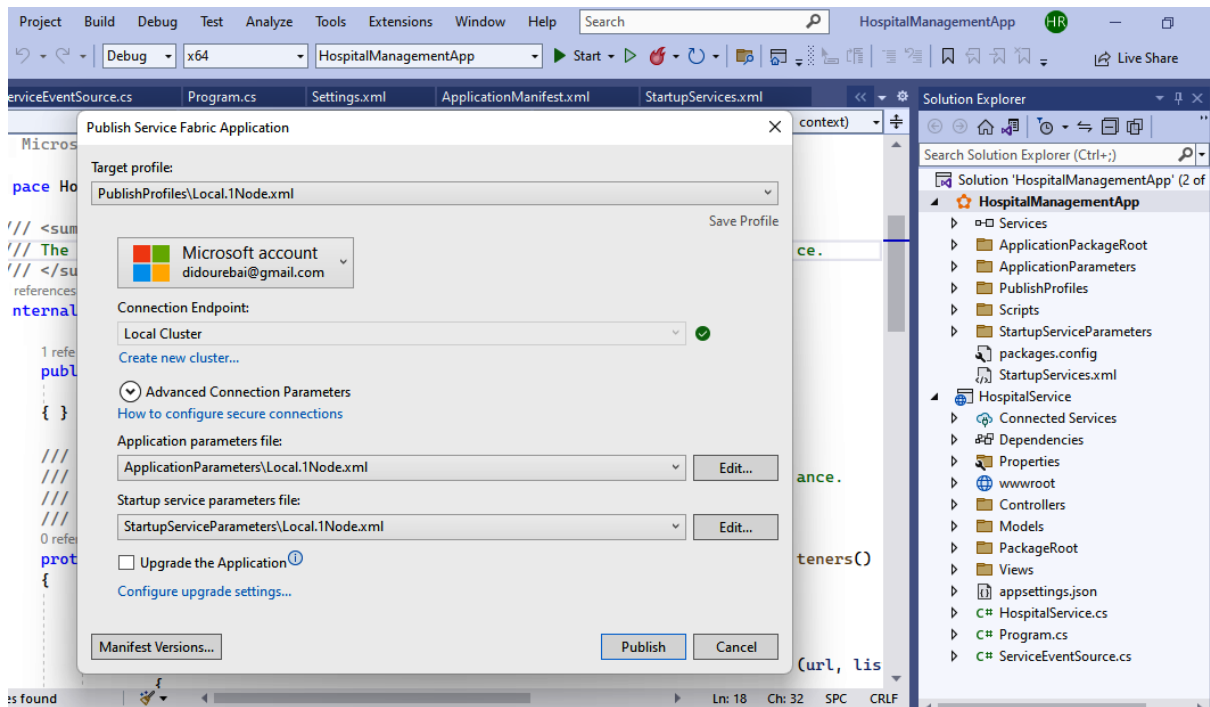 Project Build Debug Test Analyze Tools Extensions Window Help Search HospitalManagementApp HR
Debug x64 HospitalManagementApp Start Live Share
erviceEventSource.cs Program.cs Settings.xml ApplicationManifest.xml StartupServices.xml
Solution Explorer
Publish Service Fabric Application
context)
Search Solution Explorer (Ctrl+;)
Micros
Target profile:
PublishProfiles\Local.1Node.xml
Save Profile
pace Ho
/// <sum
/// The
ce.
/// </su
references
nternal
Microsoft account
didourebai@gmail.com
Connection Endpoint:
Local Cluster
Create new cluster...
1 refe
publ
Advanced Connection Parameters
How to configure secure connections
{ }
Application parameters file:
ApplicationParameters\Local.1Node.xml
Edit...
///
///
ance.
///
///
Startup service parameters file:
StartupServiceParameters\Local.1Node.xml
Edit...
0 refe
prot
teners()
{
Upgrade the Application
Configure upgrade settings...
Manifest Versions...
Publish
Cancel
(url, lis
{
es found
Ln: 18 Ch: 32 SPC CRLF
Solution 'HospitalManagementApp' (2 of
HospitalManagementApp
Services
ApplicationPackageRoot
ApplicationParameters
PublishProfiles
Scripts
StartupServiceParameters
packages.config
StartupServices.xml
HospitalService
Connected Services
Dependencies
Properties
wwwroot
Controllers
Models
PackageRoot
Views
appsettings.json
C# HospitalService.cs
C# Program.cs
C# ServiceEventSource.cs